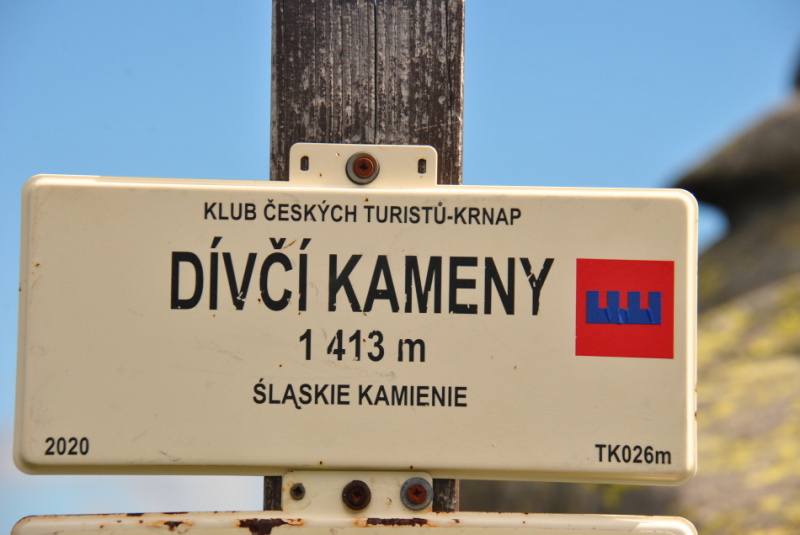 KLUB ČESKÝCH TURISTŮ-KRNAP
DÍVČÍ KAMENY
1 413 m
ŚLĄSKIE KAMIENIE
2020
TK026m